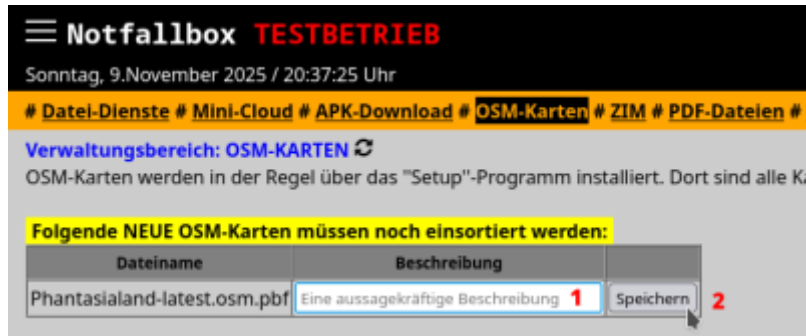 Notfallbox TESTBETRIEB
Sonntag, 9.November 2025 / 20:37:25 Uhr
# Datei-Dienste # Mini-Cloud # APK-Download # OSM-Karten # ZIM # PDF-Dateien #
Verwaltungsbereich: OSM-KARTEN
OSM-Karten werden in der Regel über das "Setup"-Programm installiert. Dort sind alle
Folgende NEUE OSM-Karten müssen noch einsortiert werden:
Dateiname Beschreibung
Phantasialand-latest.osm.pbf Eine aussagekräftige Beschreibung 1 Speichern 2